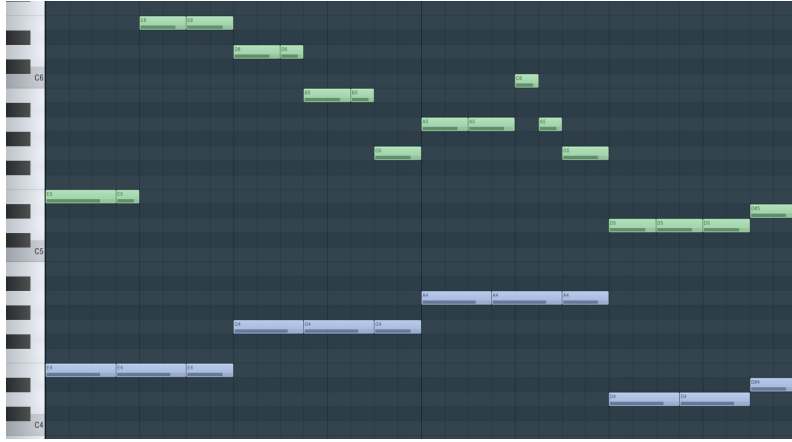 E6 E6
D6 D6
C6
C6
B5 B5
A5 A5 A5
G5 G5
E5 E5
D#5
D5 D5 D5
C5
A4 A4 A4
G4 G4 G4
E4 E4 E4
D#4
D4 D4
C4